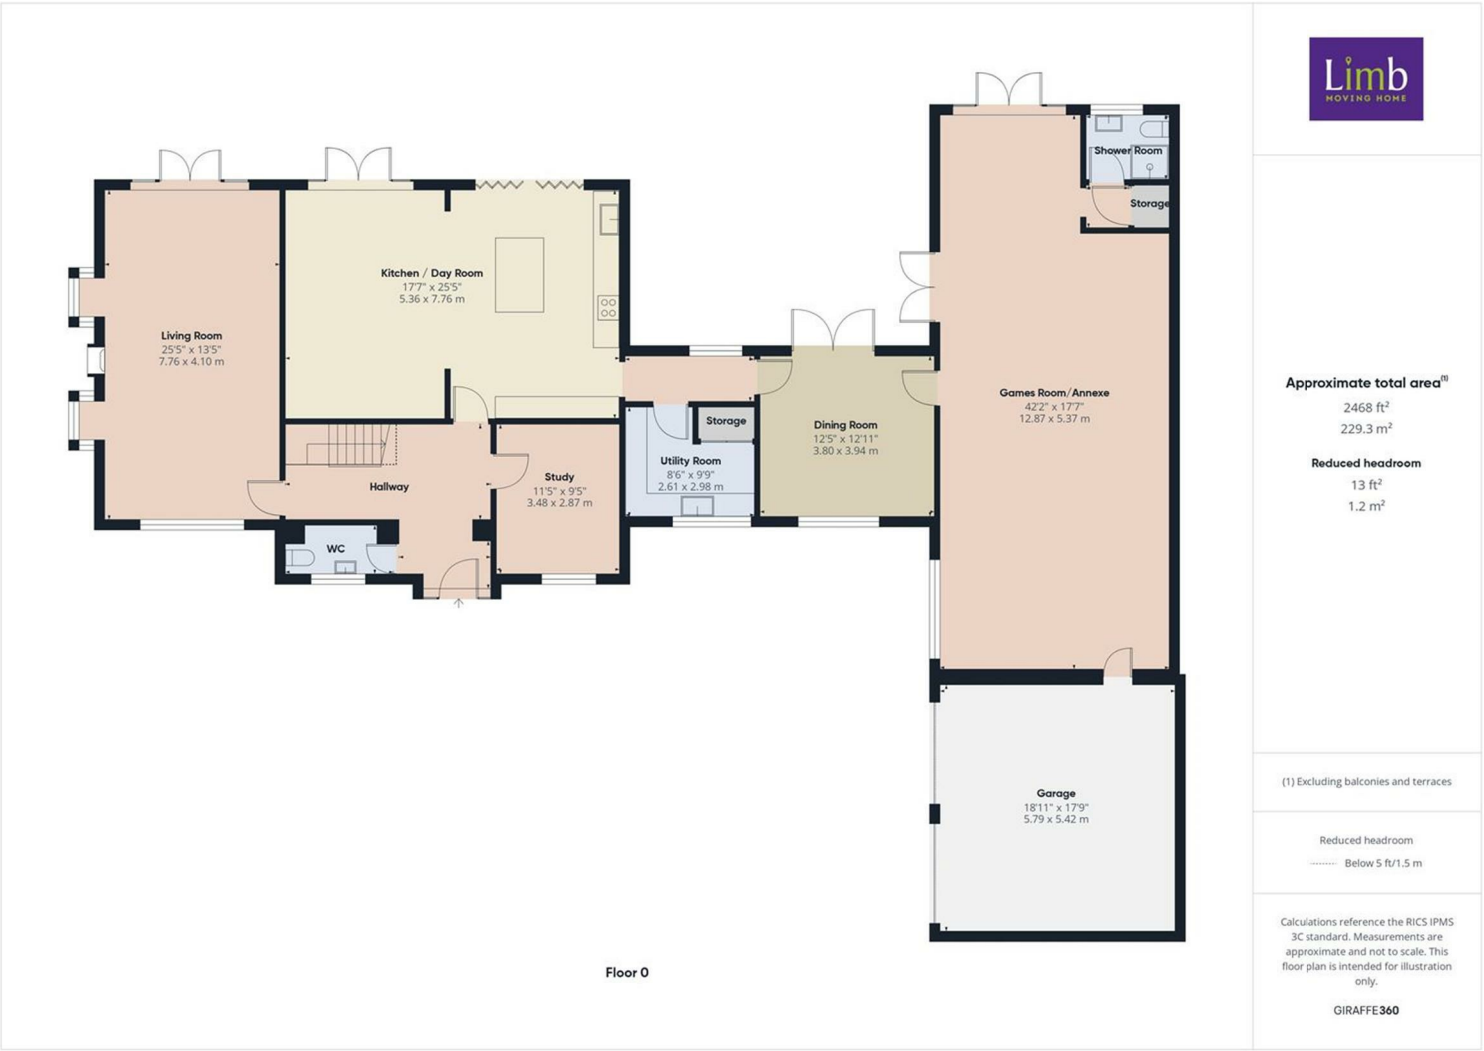 Limb
MOVING HOME
Shower Room
Storage
Kitchen / Day Room
17'7" x 25'5"
5.36 x 7.76 m
Living Room
25'5" x 13'5"
7.76 x 4.10 m
Games Room/Annexe
42'2" x 17'7"
12.87 x 5.37 m
Storage
Dining Room
12'5" x 12'11"
3.80 x 3.94 m
Utility Room
8'6" x 9'9"
2.61 x 2.98 m
Study
11'5" x 9'5"
3.48 x 2.87 m
Hallway
WC
Garage
18'11" x 17'9"
5.79 x 5.42 m
Floor 0
Approximate total area(1)
2468 ft²
229.3 m²
Reduced headroom
13 ft²
1.2 m²
(1) Excluding balconies and terraces
Reduced headroom
Below 5 ft/1.5 m
Calculations reference the RICS IPMS
3C standard. Measurements are
approximate and not to scale. This
floor plan is intended for illustration
only.
GIRAFFE360